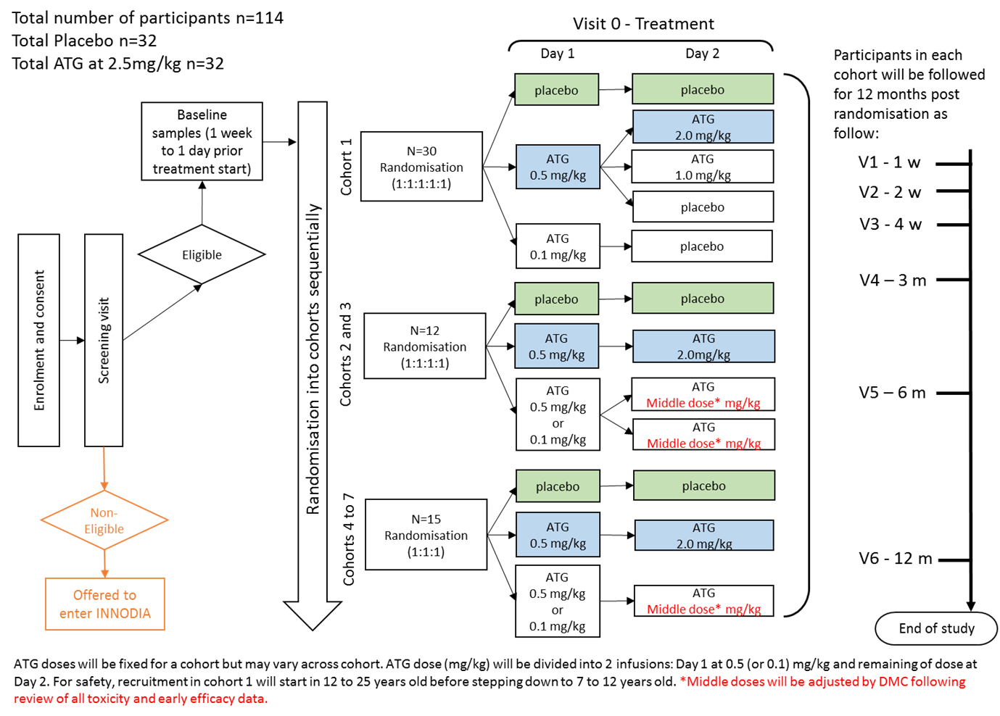 Total number of participants n=114
Total Placebo n=32
Total ATG at 2.5mg/kg n=32
Enrolment and consent
Screening visit
Eligible
Baseline
samples (1 week
to 1 day prior
treatment start)
Non-
Eligible
Offered to
enter INNODIA
Randomisation into cohorts sequentially
Visit 0 - Treatment
Day 1
Day 2
Cohort 1
N=30
Randomisation
(1:1:1:1:1)
placebo
placebo
ATG
0.5 mg/kg
ATG
2.0 mg/kg
ATG
1.0 mg/kg
placebo
ATG
0.1 mg/kg
placebo
Cohorts 2 and 3
N=12
Randomisation
(1:1:1:1)
placebo
placebo
ATG
0.5 mg/kg
ATG
2.0mg/kg
ATG
0.5 mg/kg
or
0.1 mg/kg
ATG
Middle dose* mg/kg
ATG
Middle dose* mg/kg
Cohorts 4 to 7
N=15
Randomisation
(1:1:1)
placebo
placebo
ATG
0.5 mg/kg
ATG
2.0 mg/kg
ATG
0.5 mg/kg
or
0.1 mg/kg
ATG
Middle dose* mg/kg
Participants in each
cohort will be followed
for 12 months post
randomisation as
follow:
V1 - 1 w
V2 - 2 w
V3 - 4 w
V4 – 3 m
V5 – 6 m
V6 - 12 m
End of study
ATG doses will be fixed for a cohort but may vary across cohort. ATG dose (mg/kg) will be divided into 2 infusions: Day 1 at 0.5 (or 0.1) mg/kg and remaining of dose at
Day 2. For safety, recruitment in cohort 1 will start in 12 to 25 years old before stepping down to 7 to 12 years old. *Middle doses will be adjusted by DMC following
review of all toxicity and early efficacy data.